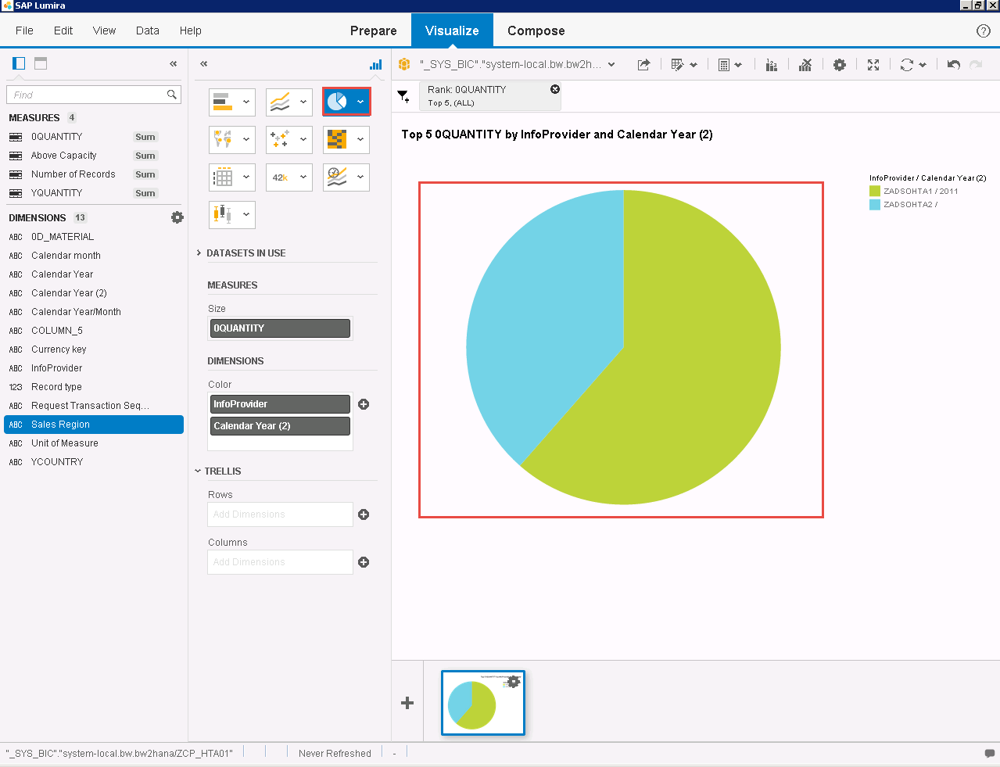 SAP Lumira
File Edit View Data Help
Prepare Visualize Compose
Find
MEASURES 4
0QUANTITY Sum
Above Capacity Sum
Number of Records Sum
YQUANTITY Sum
DIMENSIONS 13
ABC 0D_MATERIAL
ABC Calendar month
ABC Calendar Year
ABC Calendar Year (2)
ABC Calendar Year/Month
ABC COLUMN_5
ABC Currency key
ABC InfoProvider
123 Record type
ABC Request Transaction Seq...
ABC Sales Region
ABC Unit of Measure
ABC YCOUNTRY
42k
DATASETS IN USE
MEASURES
Size
0QUANTITY
DIMENSIONS
Color
InfoProvider
Calendar Year (2)
TRELLIS
Rows
Add Dimensions
Columns
Add Dimensions
"_SYS_BIC"."system-local.bw.bw2h...
123
Rank: 0QUANTITY
Top 5, (ALL)
Top 5 0QUANTITY by InfoProvider and Calendar Year (2)
InfoProvider / Calendar Year (2)
ZADSOHTA1 / 2011
ZADSOHTA2 /
"_SYS_BIC"."system-local.bw.bw2hana/ZCP_HTA01" Never Refreshed -